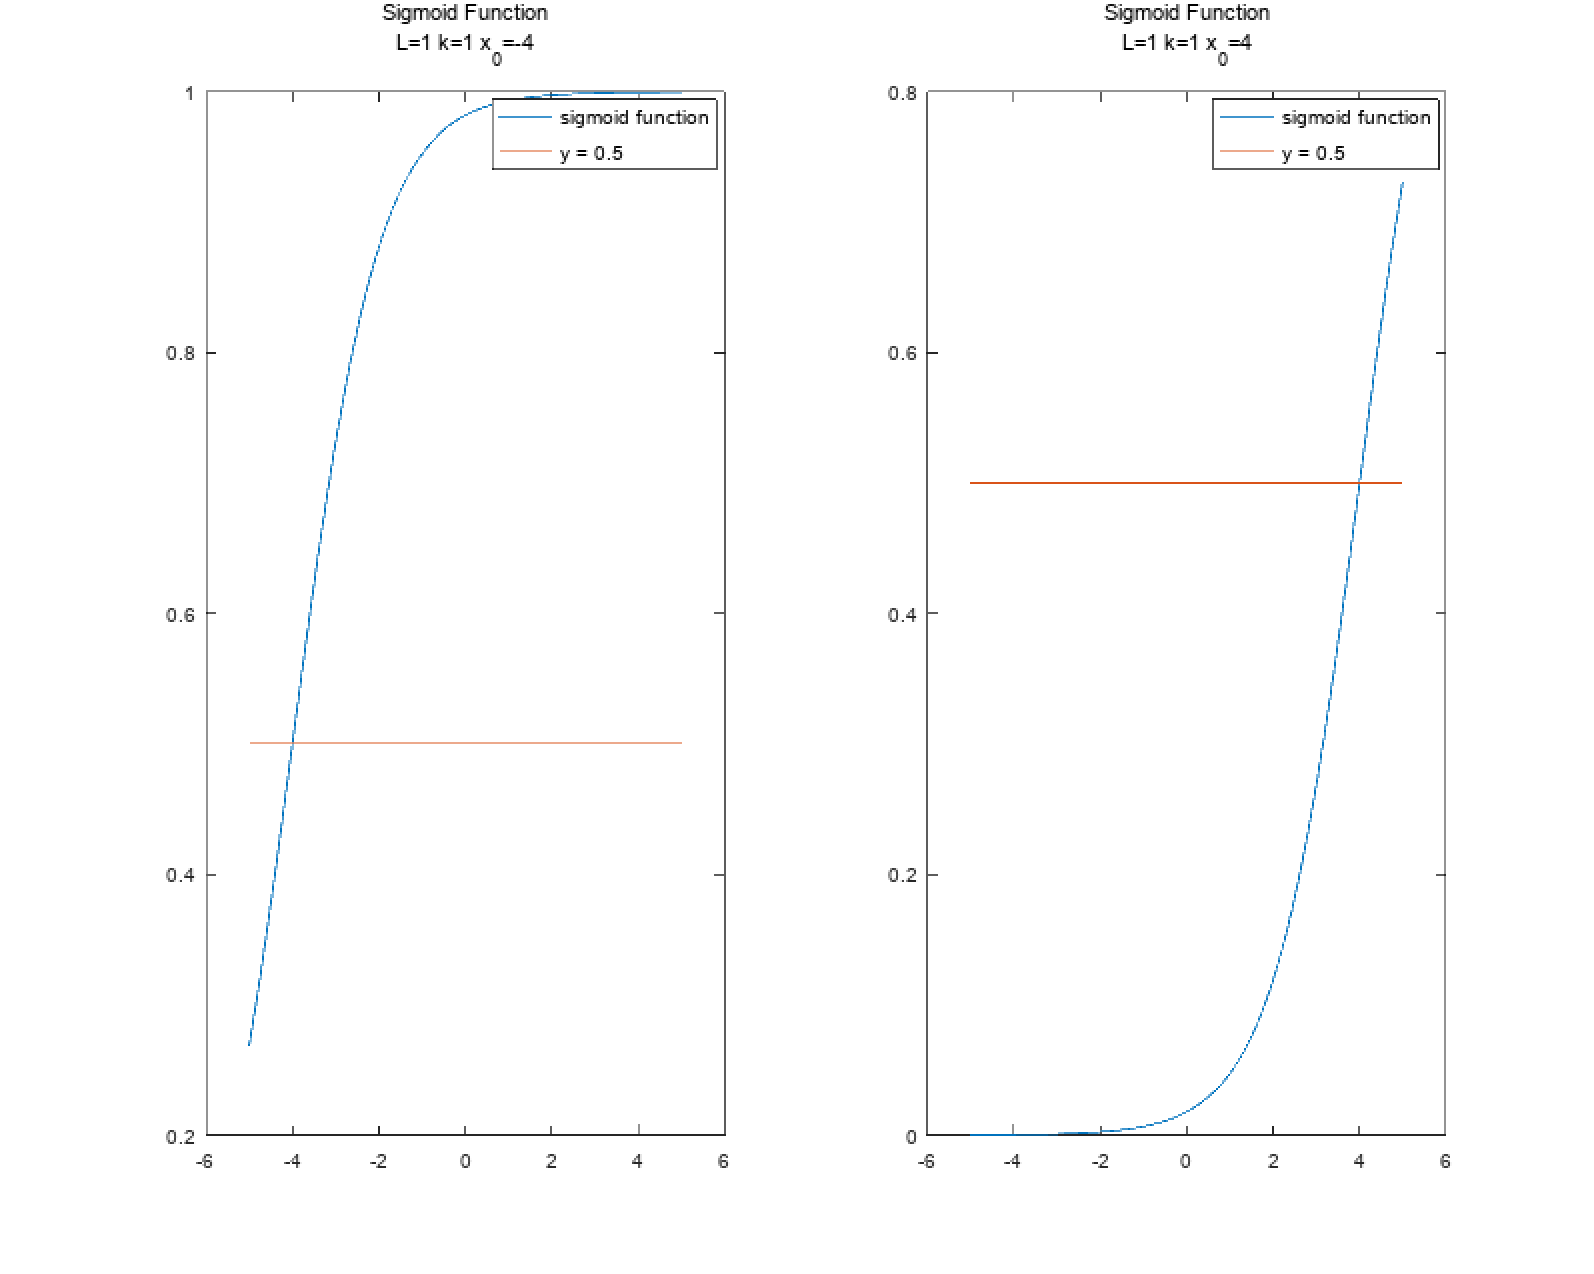 Sigmoid Function
L=1 k=1 x₀=-4
1
0.8
0.6
0.4
0.2
-6 -4 -2 0 2 4 6
sigmoid function
y = 0.5
Sigmoid Function
L=1 k=1 x₀=4
0.8
0.6
0.4
0.2
0
-6 -4 -2 0 2 4 6
sigmoid function
y = 0.5